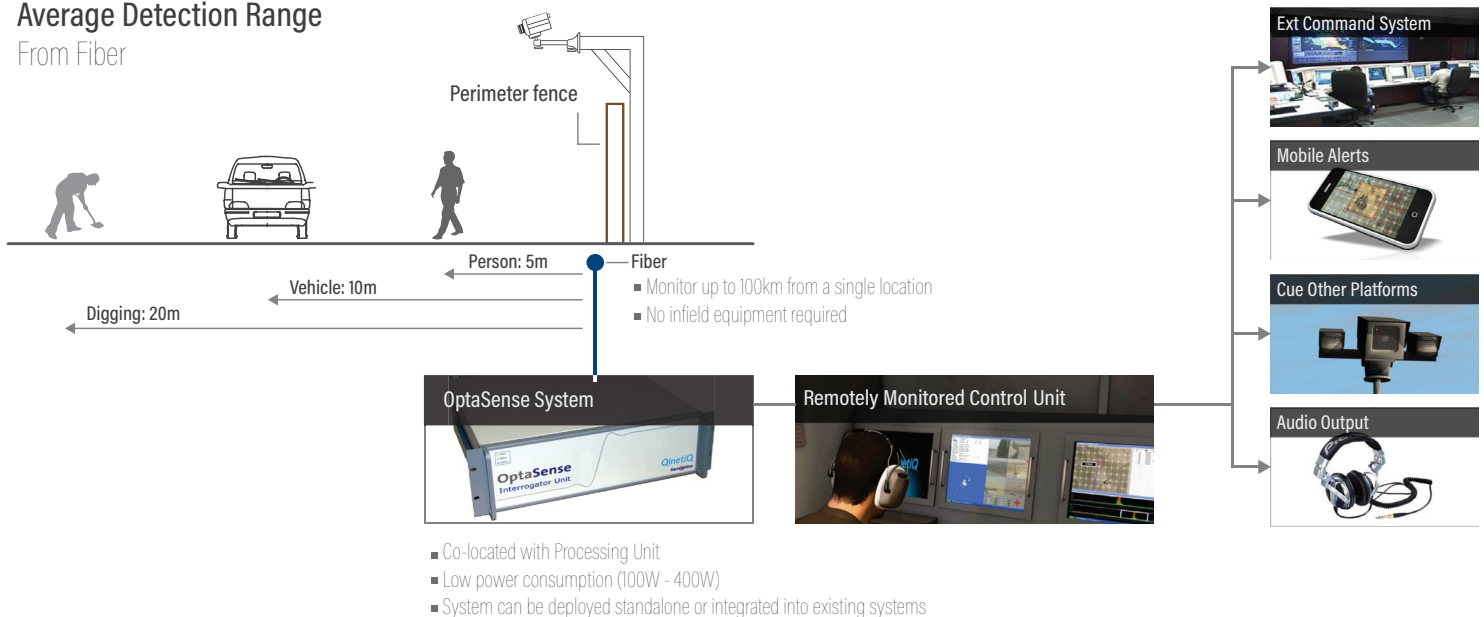 Average Detection Range
From Fiber
Perimeter fence
Person: 5m
Vehicle: 10m
Digging: 20m
Fiber
■ Monitor up to 100km from a single location
■ No infield equipment required
OptaSense System
OptaSense
Interrogator Unit
QinetiQ
■ Co-located with Processing Unit
■ Low power consumption (100W - 400W)
■ System can be deployed standalone or integrated into existing systems
Remotely Monitored Control Unit
Ext Command System
Mobile Alerts
Cue Other Platforms
Audio Output